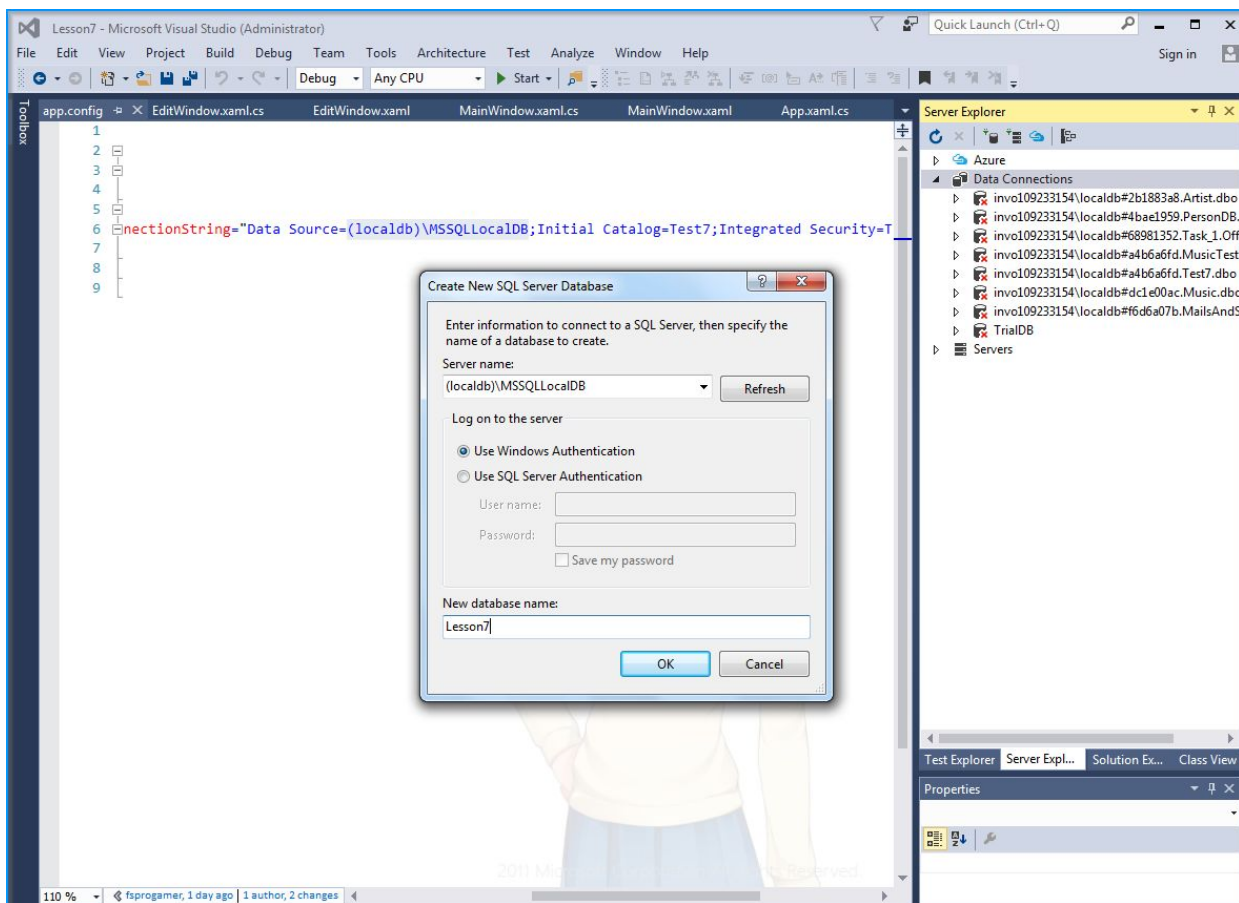 Lesson7 - Microsoft Visual Studio (Administrator)
Quick Launch (Ctrl+Q)
File Edit View Project Build Debug Team Tools Architecture Test Analyze Window Help
Sign in
Debug Any CPU Start
Toolbox
app.config EditWindow.xaml.cs EditWindow.xaml MainWindow.xaml.cs MainWindow.xaml App.xaml.cs
1
2
3
4
5
6 nectionString="Data Source=(localdb)\MSSQLLocalDB;Initial Catalog=Test7;Integrated Security=T
7
8
9
Create New SQL Server Database
Enter information to connect to a SQL Server, then specify the
name of a database to create.
Server name:
(localdb)\MSSQLLocalDB
Refresh
Log on to the server
Use Windows Authentication
Use SQL Server Authentication
User name:
Password:
Save my password
New database name:
Lesson7
OK Cancel
Server Explorer
Azure
Data Connections
invo109233154\localdb#2b1883a8.Artist.dbo
invo109233154\localdb#4bae1959.PersonDB.
invo109233154\localdb#68981352.Task_1.Off
invo109233154\localdb#a4b6a6fd.MusicTest
invo109233154\localdb#a4b6a6fd.Test7.dbo
invo109233154\localdb#dc1e00ac.Music.dbo
invo109233154\localdb#f6d6a07b.MailsAndS
TrialDB
Servers
Test Explorer Server Expl... Solution Ex... Class View
Properties
2011
110 % fsprogamer, 1 day ago | 1 author, 2 changes